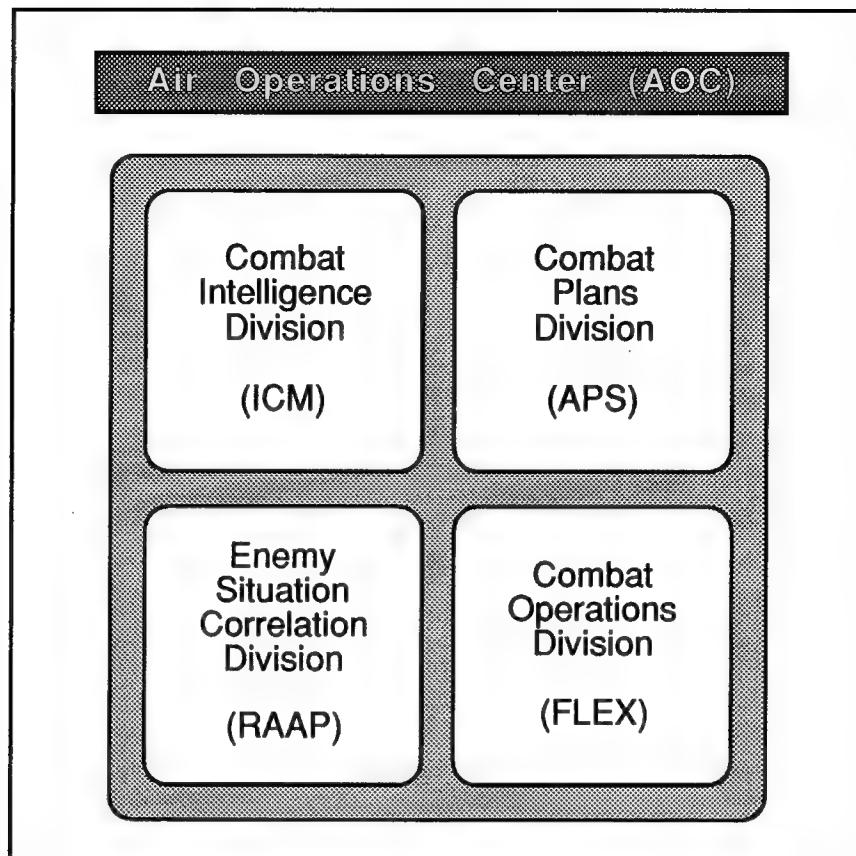 Air Operations Center (AOC)
Combat
Intelligence
Division
(ICM)
Combat
Plans
Division
(APS)
Enemy
Situation
Correlation
Division
(RAAP)
Combat
Operations
Division
(FLEX)